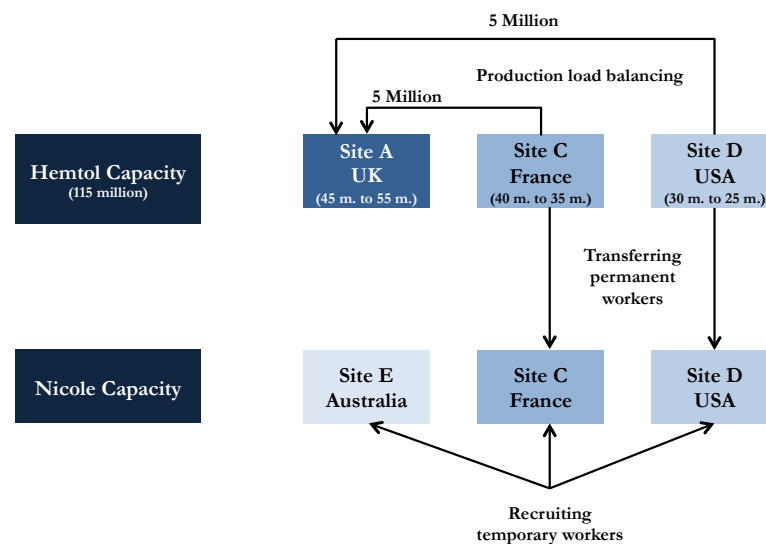 5 Million
Production load balancing
5 Million
Hemtol Capacity
(115 million)
Site A
UK
(45 m. to 55 m.)
Site C
France
(40 m. to 35 m.)
Site D
USA
(30 m. to 25 m.)
Transferring
permanent
workers
Nicole Capacity
Site E
Australia
Site C
France
Site D
USA
Recruiting
temporary workers